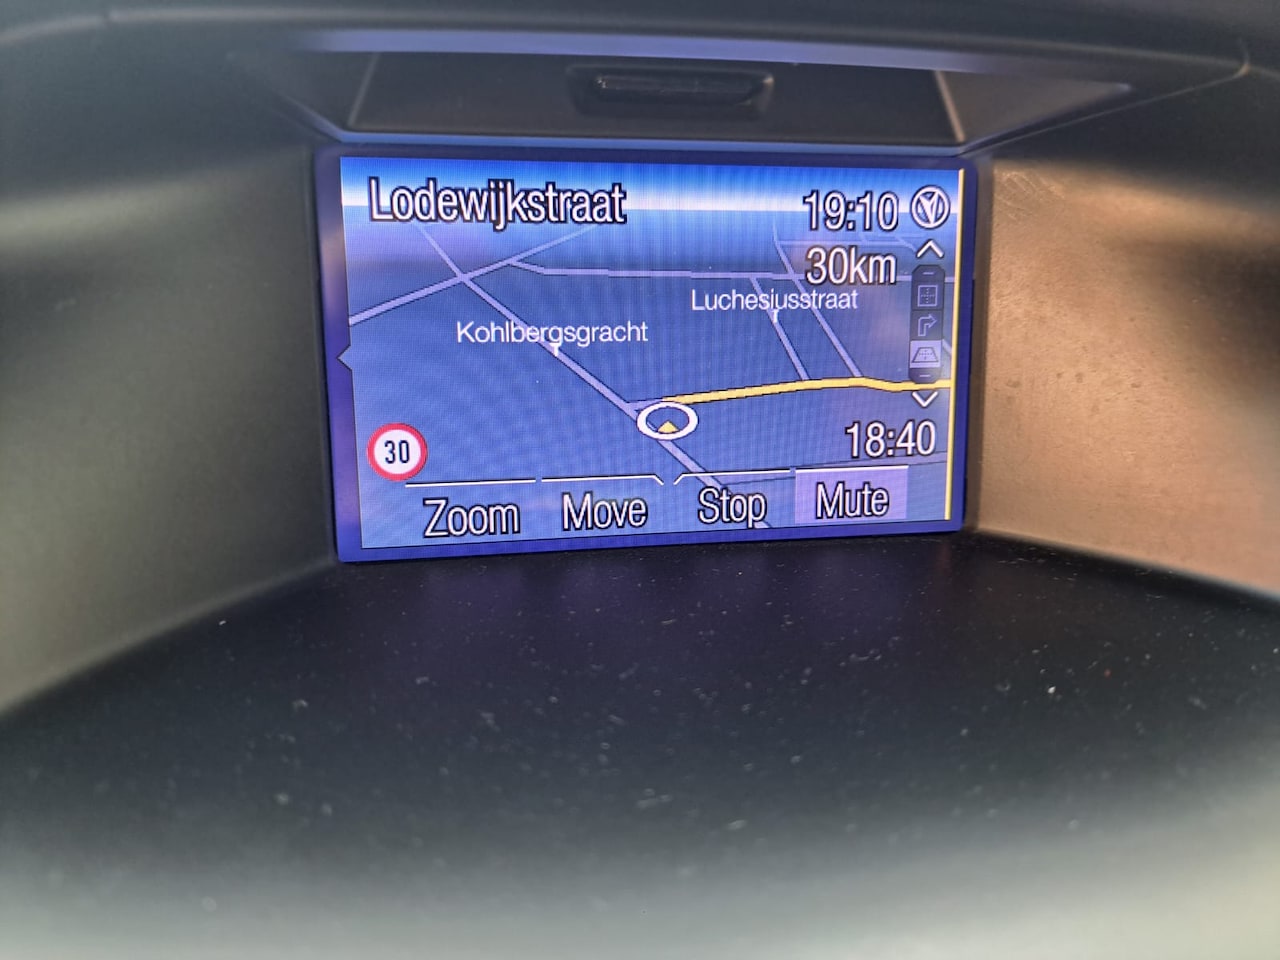 Lodewijkstraat
19:10
30km
Luchesiusstraat
Kohlbergsgracht
30
18:40
Zoom Move Stop Mute